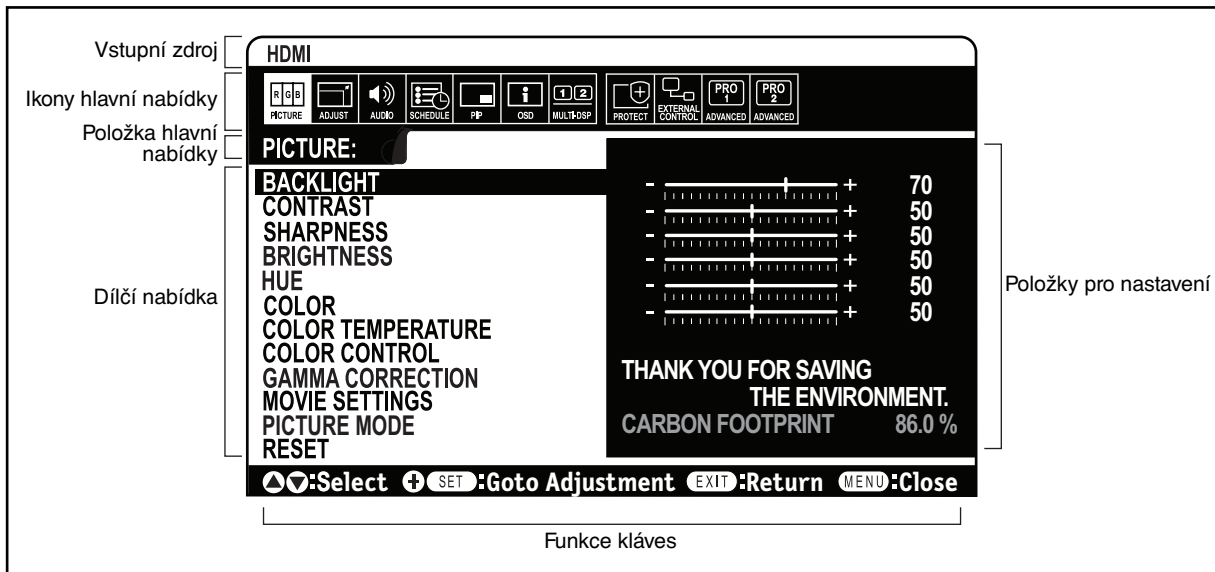 Vstupní zdroj
HDMI
Ikony hlavní nabídky
R G B
PICTURE
ADJUST
AUDIO
SCHEDULE
PIP
OSD
1 2
MULTI-DSP
PROTECT
EXTERNAL
CONTROL
PRO
1
ADVANCED
PRO
2
ADVANCED
Položka hlavní
nabídky
PICTURE:
Dílčí nabídka
BACKLIGHT - + 70
CONTRAST - + 50
SHARPNESS - + 50
BRIGHTNESS - + 50
HUE - + 50
COLOR - + 50
COLOR TEMPERATURE
COLOR CONTROL
GAMMA CORRECTION
MOVIE SETTINGS
PICTURE MODE
RESET
THANK YOU FOR SAVING
THE ENVIRONMENT.
CARBON FOOTPRINT 86.0 %
Položky pro nastavení
:Select + SET :Goto Adjustment EXIT :Return MENU :Close
Funkce kláves